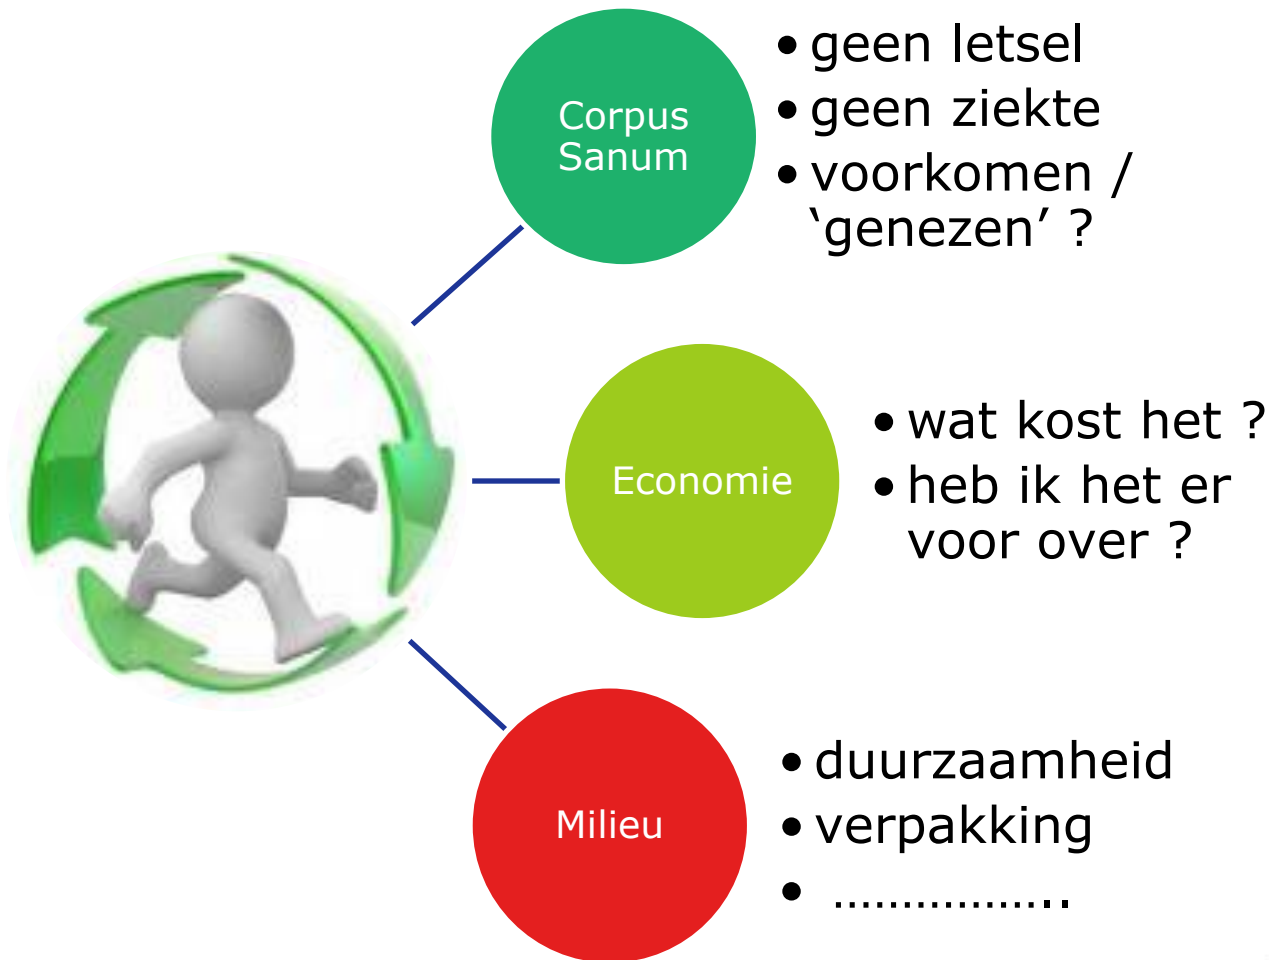 Corpus
Sanum
• geen letsel
• geen ziekte
• voorkomen /
‘genezen’ ?
Economie
• wat kost het ?
• heb ik het er
voor over ?
Milieu
• duurzaamheid
• verpakking
• ……………..